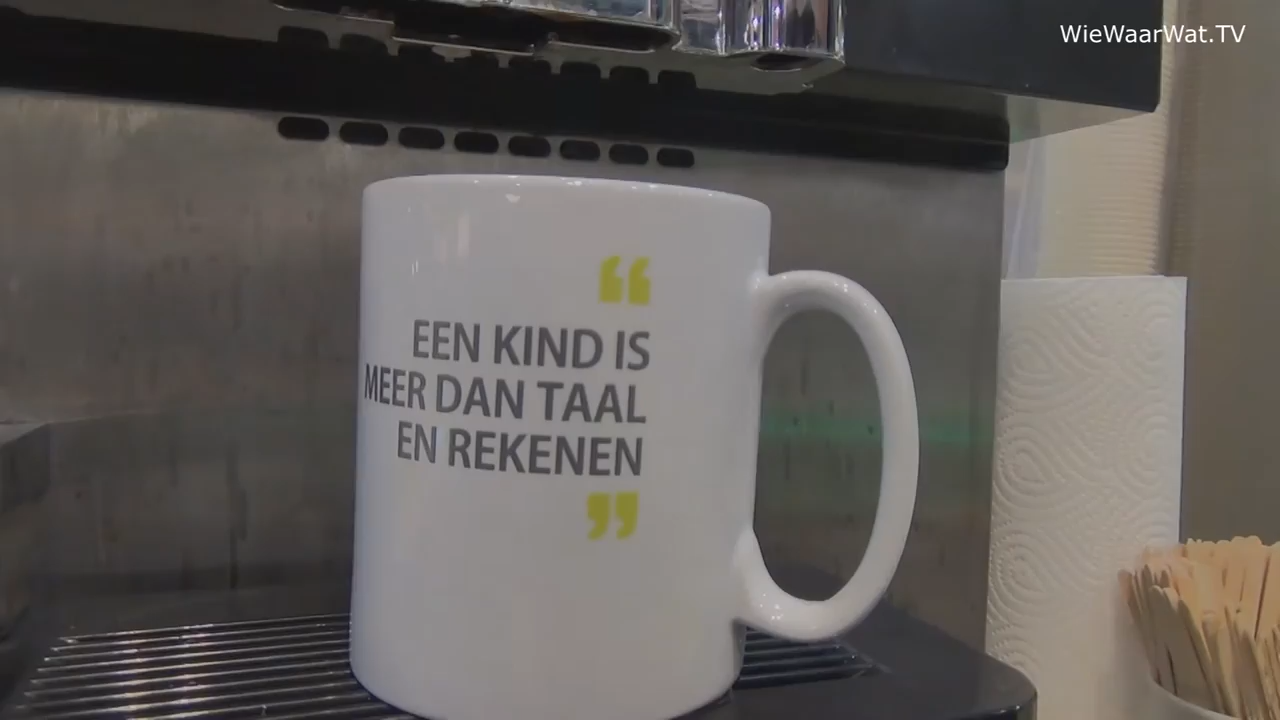 WieWaarWat.TV
“
EEN KIND IS
MEER DAN TAAL
EN REKENEN
”